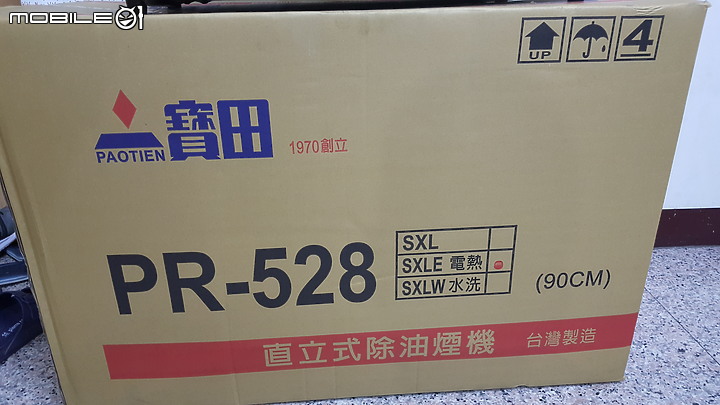 MOBILE01
UP
4
PAOTIEN
寶田
1970創立
PR-528
SXL
SXLE 電熱
SXLW 水洗
(90CM)
直立式除油煙機
台灣製造